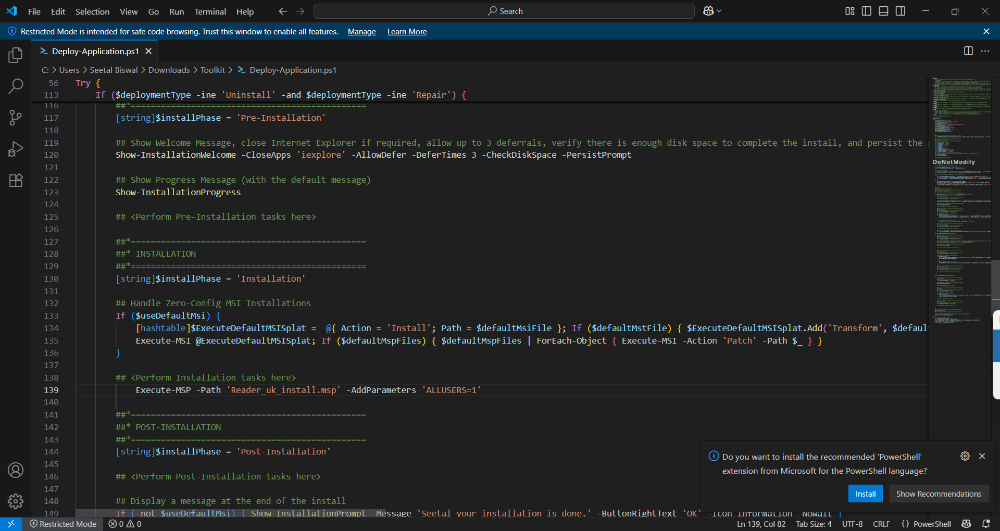 File Edit Selection View Go Run Terminal Help Search
Restricted Mode is intended for safe code browsing. Trust this window to enable all features. Manage Learn More
Deploy-Application.ps1
C: > Users > Seetal Biswal > Downloads > Toolkit > Deploy-Application.ps1
56 Try {
113 If ($deploymentType -ine 'Uninstall' -and $deploymentType -ine 'Repair') {
116 ##*===============================================
117 [string]$installPhase = 'Pre-Installation'
118
119 ## Show Welcome Message, close Internet Explorer if required, allow up to 3 deferrals, verify there is enough disk space to complete the install, and persist the
120 Show-InstallationWelcome -CloseApps 'iexplore' -AllowDefer -DeferTimes 3 -CheckDiskSpace -PersistPrompt
121
122 ## Show Progress Message (with the default message)
123 Show-InstallationProgress
124
125 ## <Perform Pre-Installation tasks here>
126
127 ##*===============================================
128 ##* INSTALLATION
129 ##*===============================================
130 [string]$installPhase = 'Installation'
131
132 ## Handle Zero-Config MSI Installations
133 If ($useDefaultMsi) {
134 [hashtable]$ExecuteDefaultMSISplat =  @{ Action = 'Install'; Path = $defaultMsiFile }; If ($defaultMstFile) { $ExecuteDefaultMSISplat.Add('Transform', $defaul
135 Execute-MSI @ExecuteDefaultMSISplat; If ($defaultMspFiles) { $defaultMspFiles | ForEach-Object { Execute-MSI -Action 'Patch' -Path $_ } }
136 }
137
138 ## <Perform Installation tasks here>
139 Execute-MSP -Path 'Reader_uk_install.msp' -AddParameters 'ALLUSERS=1'
140
141 ##*===============================================
142 ##* POST-INSTALLATION
143 ##*===============================================
144 [string]$installPhase = 'Post-Installation'
145
146 ## <Perform Post-Installation tasks here>
147
148 ## Display a message at the end of the install
149 If (-not $useDefaultMsi) { Show-InstallationPrompt -Message 'Seetal your installation is done.' -ButtonRightText 'OK' -Icon Information -NoWait }
DoNotModify
Do you want to install the recommended 'PowerShell'
extension from Microsoft for the PowerShell language?
Install Show Recommendations
Restricted Mode 0 0 Ln 139, Col 82 Tab Size: 4 UTF-8 CRLF {} PowerShell